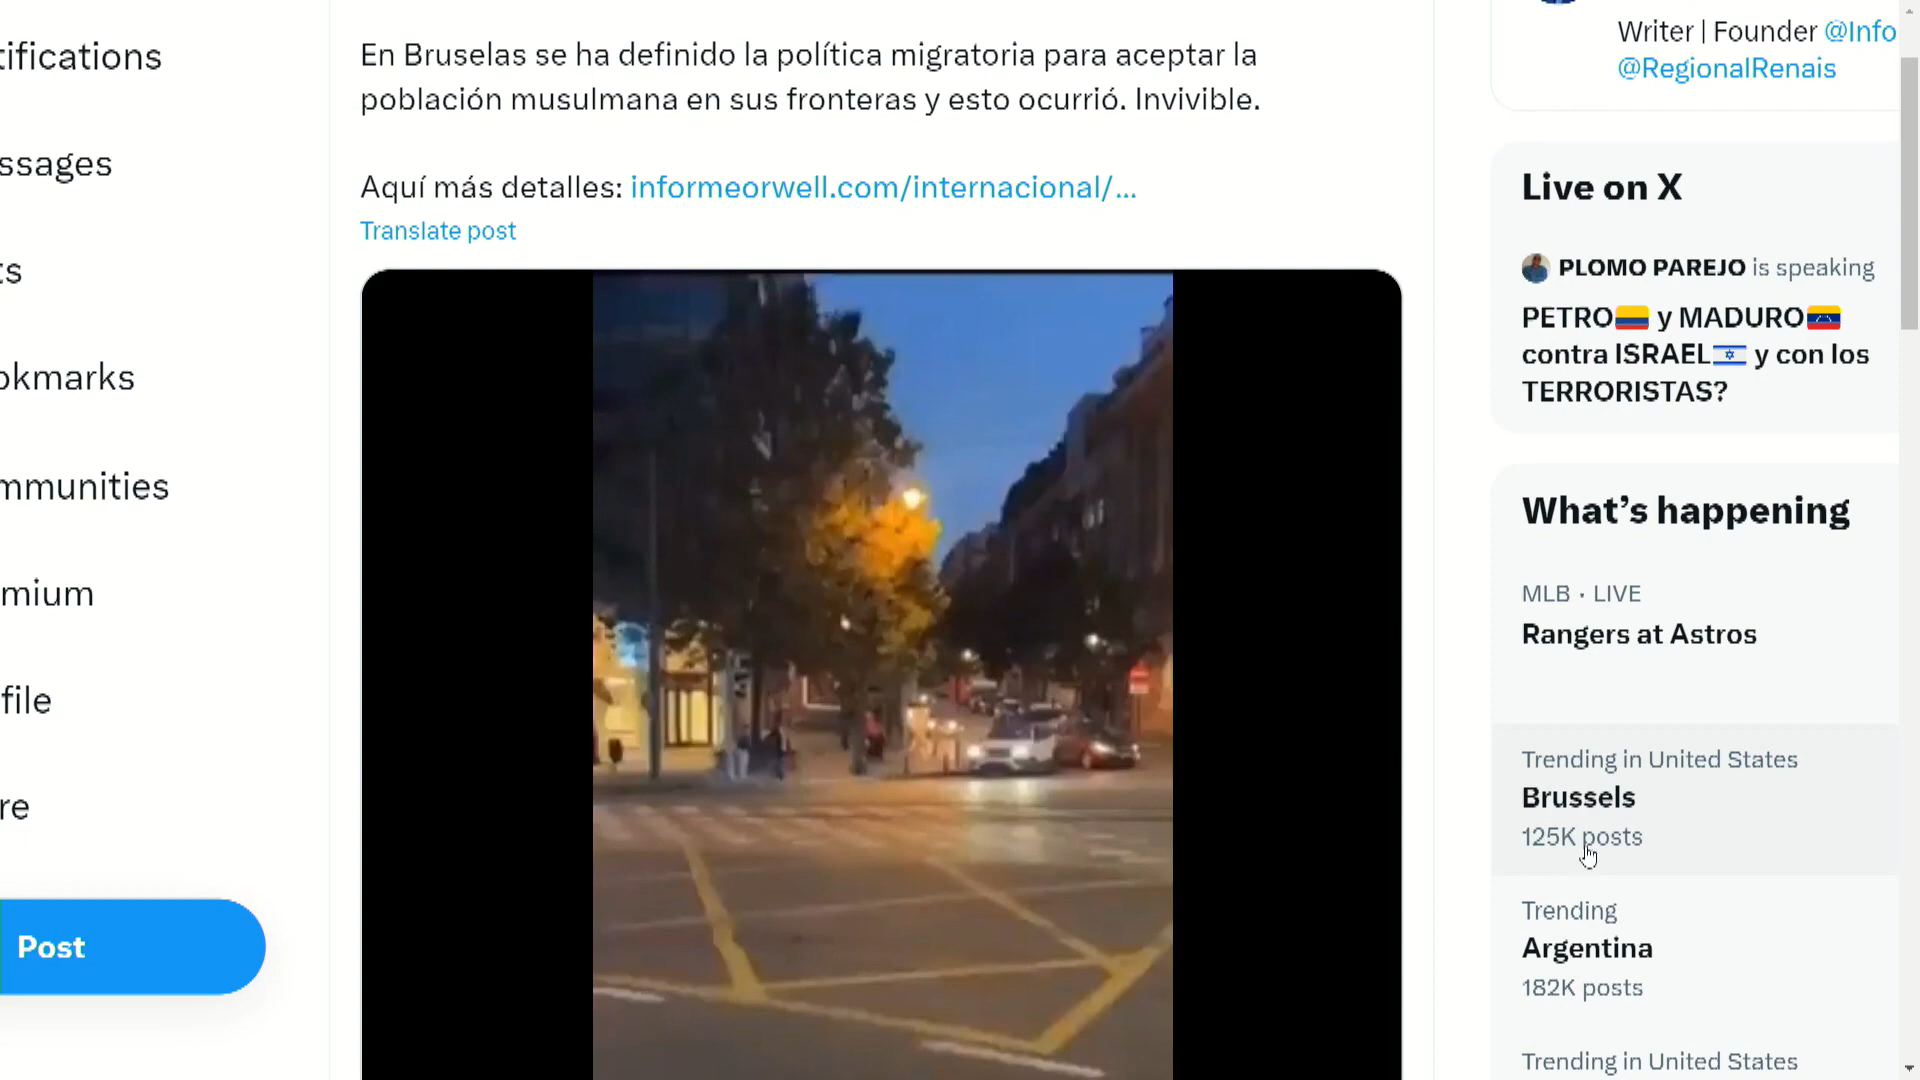 tifications
ssages
ts
okmarks
mmunities
mium
file
re
Post
En Bruselas se ha definido la política migratoria para aceptar la
población musulmana en sus fronteras y esto ocurrió. Invivible.
Aquí más detalles: informeorwell.com/internacional/...
Translate post
Writer | Founder @Info
@RegionalRenais
Live on X
PLOMO PAREJO is speaking
PETRO🇨🇴 y MADURO🇻🇪
contra ISRAEL🇮🇱 y con los
TERRORISTAS?
What’s happening
MLB · LIVE
Rangers at Astros
Trending in United States
Brussels
125K posts
Trending
Argentina
182K posts
Trending in United States